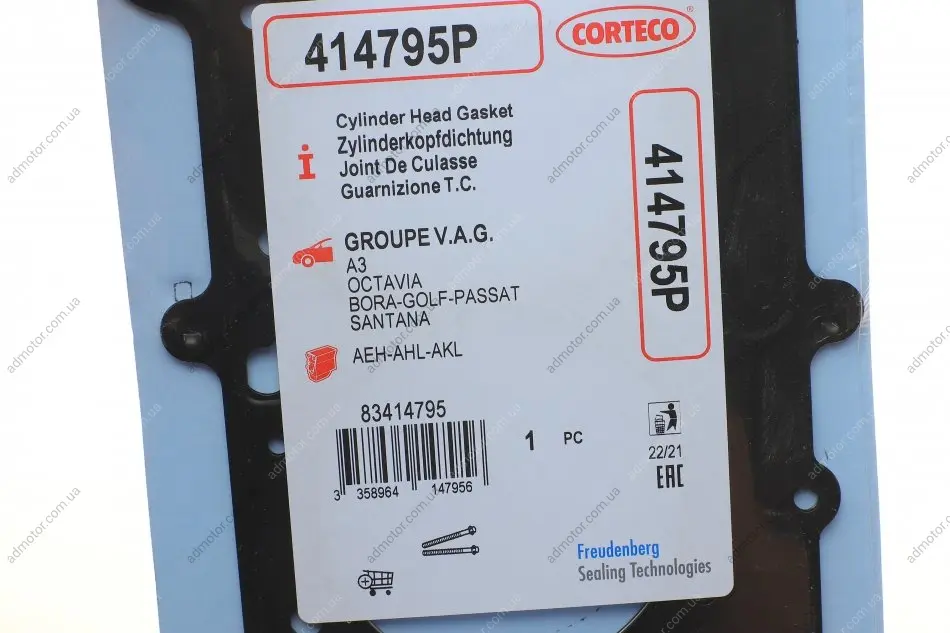 414795P
CORTECO
Cylinder Head Gasket
Zylinderkopfdichtung
Joint De Culasse
Guarnizione T.C.
414795P
GROUPE V.A.G.
A3
OCTAVIA
BORA-GOLF-PASSAT
SANTANA
AEH-AHL-AKL
83414795
3 358964 147956
1 PC
22/21
EAC
Freudenberg
Sealing Technologies
admotor.com.ua